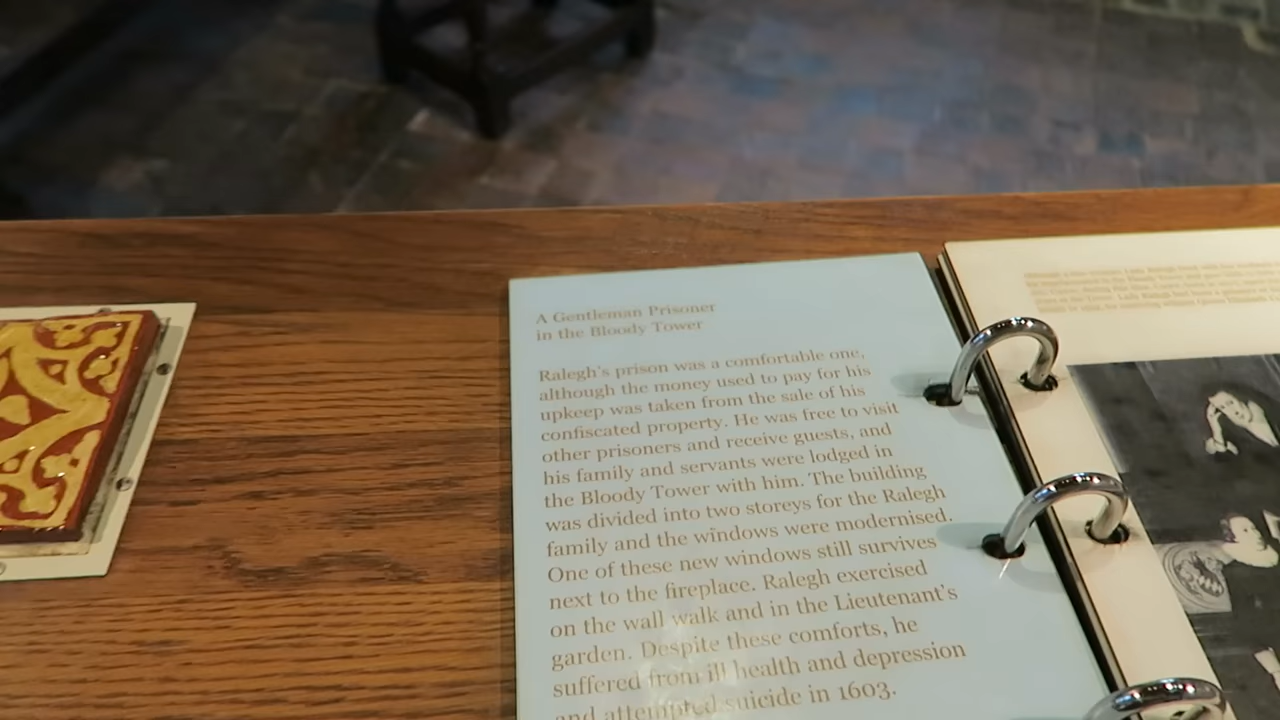 A Gentleman Prisoner
in the Bloody Tower
Ralegh's prison was a comfortable one,
although the money used to pay for his
upkeep was taken from the sale of his
confiscated property. He was free to visit
other prisoners and receive guests, and
his family and servants were lodged in
the Bloody Tower with him. The building
was divided into two storeys for the Ralegh
family and the windows were modernised.
One of these new windows still survives
next to the fireplace. Ralegh exercised
on the wall walk and in the Lieutenant's
garden. Despite these comforts, he
suffered from ill health and depression
and attempted suicide in 1603.